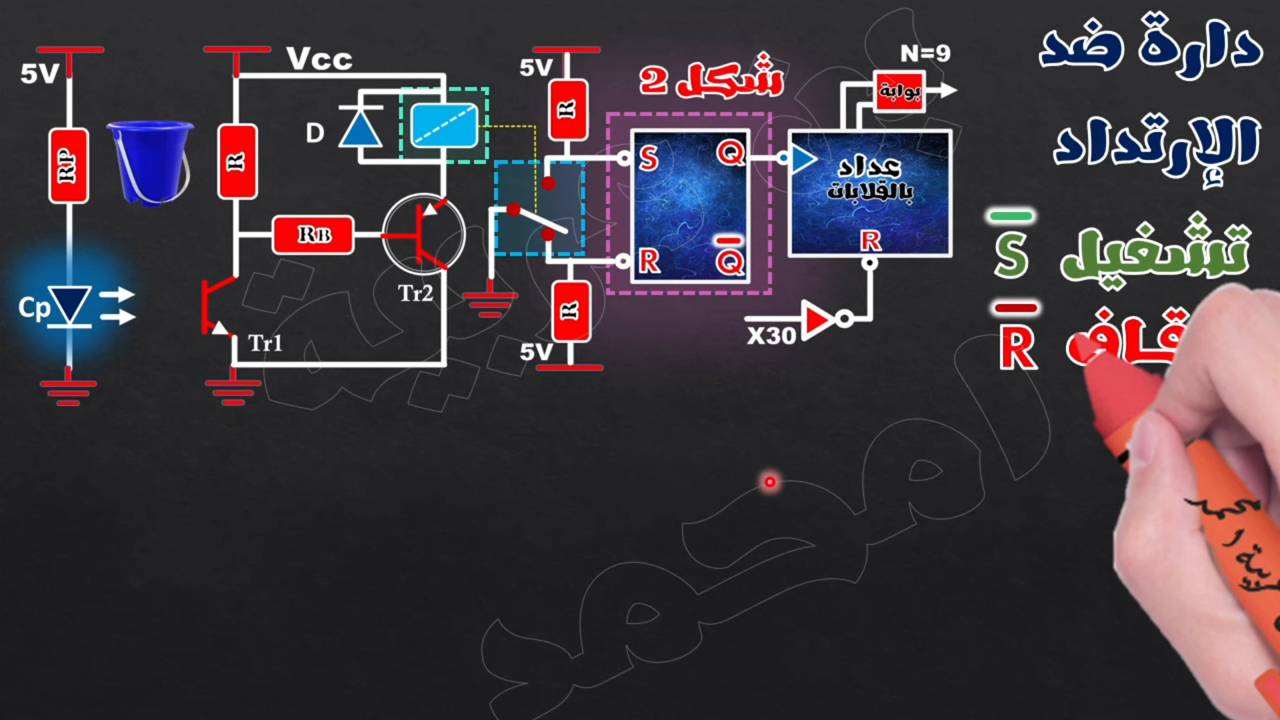 دارة ضد
الإرتداد
S تشغيل
R قاف
5V
RP
Cp
R
Vcc
D
RB
Tr1
Tr2
5V
R
R
5V
شكل 2
S
Q
R
Q
عداد
بالقلابات
R
بوابة
N=9
X30
احمد